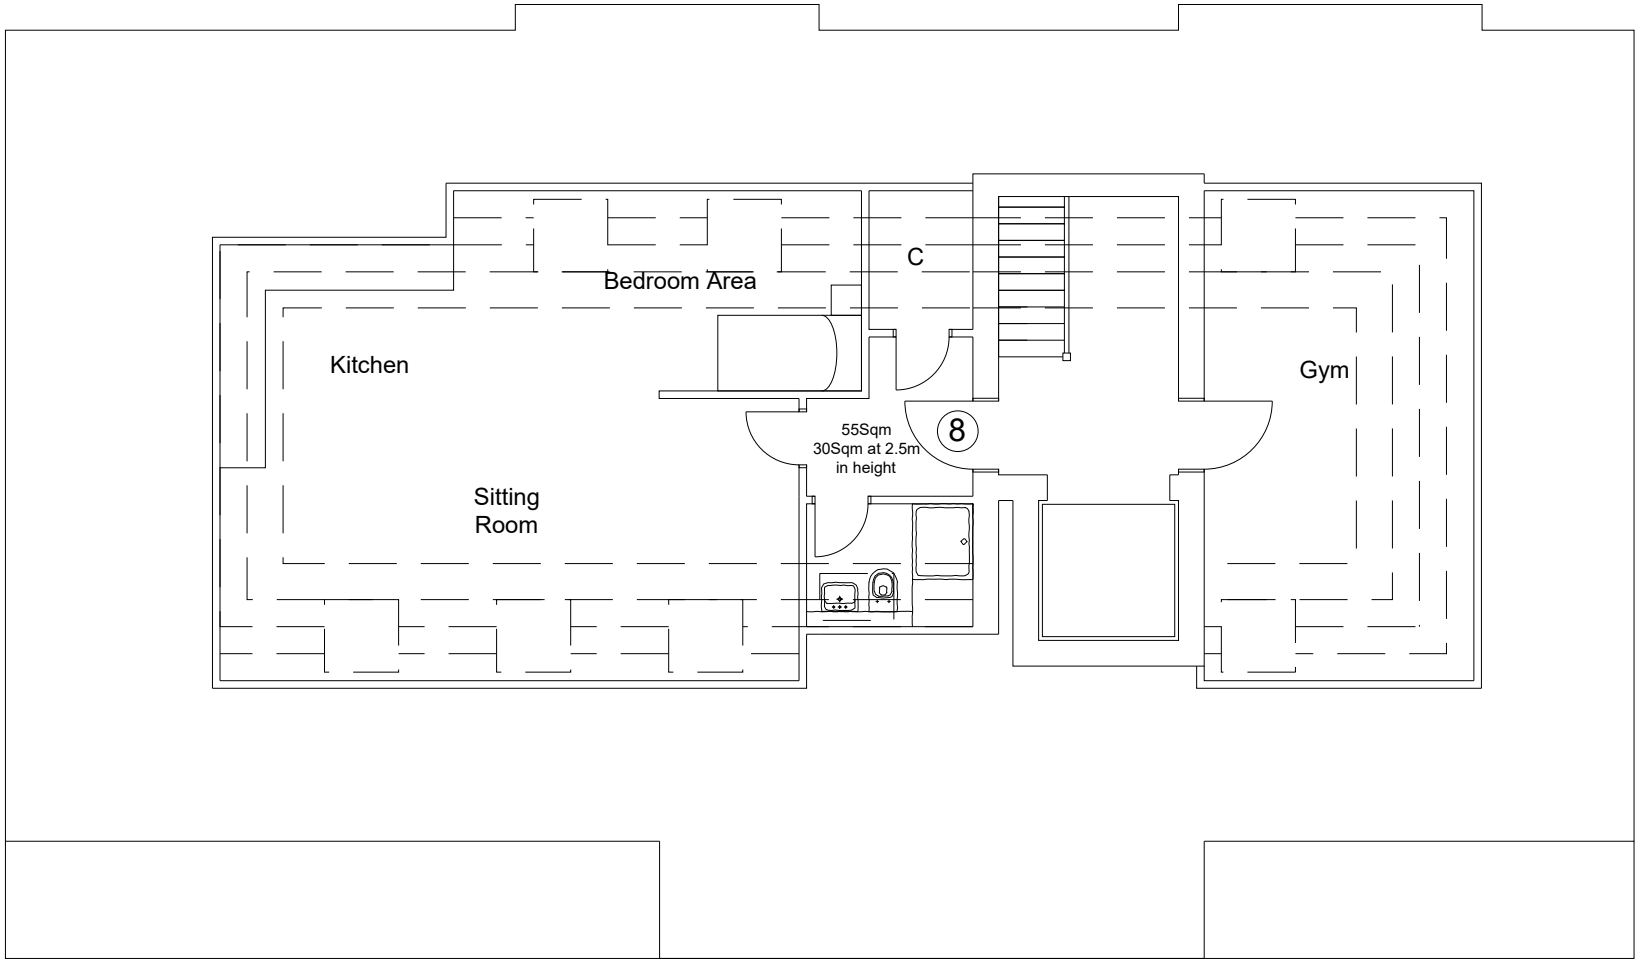 C
Bedroom Area
Kitchen
Gym
55Sqm
30Sqm at 2.5m
in height
8
Sitting
Room